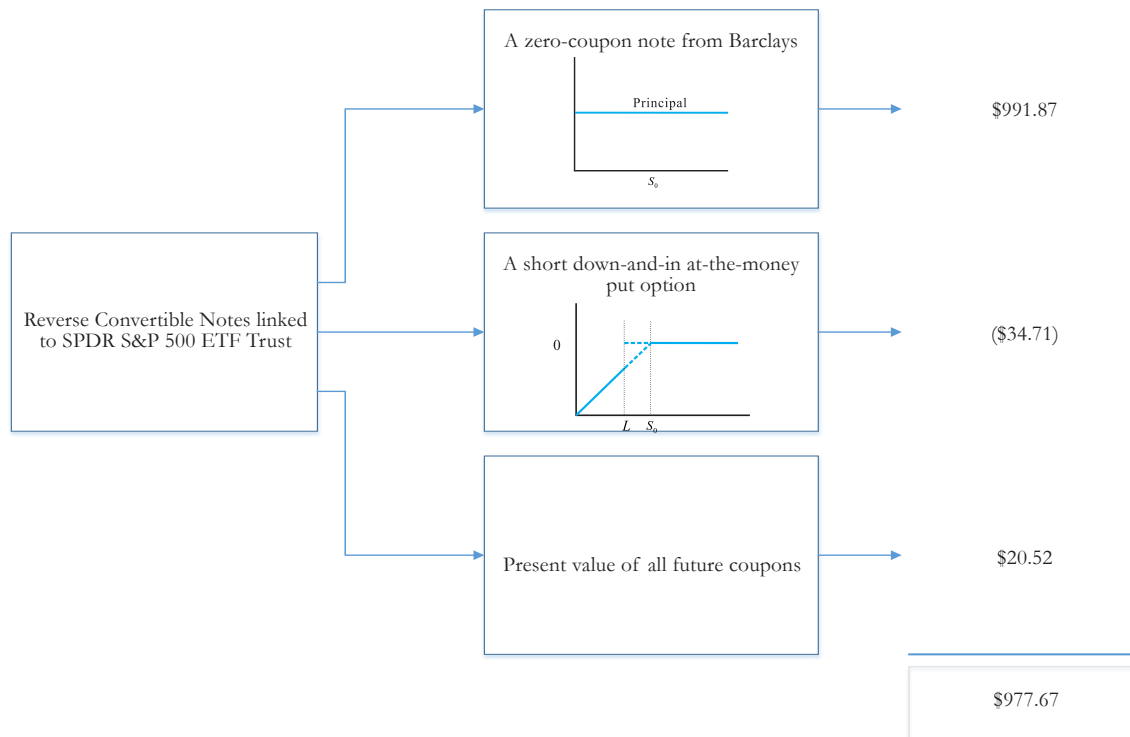 A zero-coupon note from Barclays
Principal
S₀
$991.87
Reverse Convertible Notes linked
to SPDR S&P 500 ETF Trust
A short down-and-in at-the-money
put option
0
L S₀
($34.71)
Present value of all future coupons
$20.52
$977.67